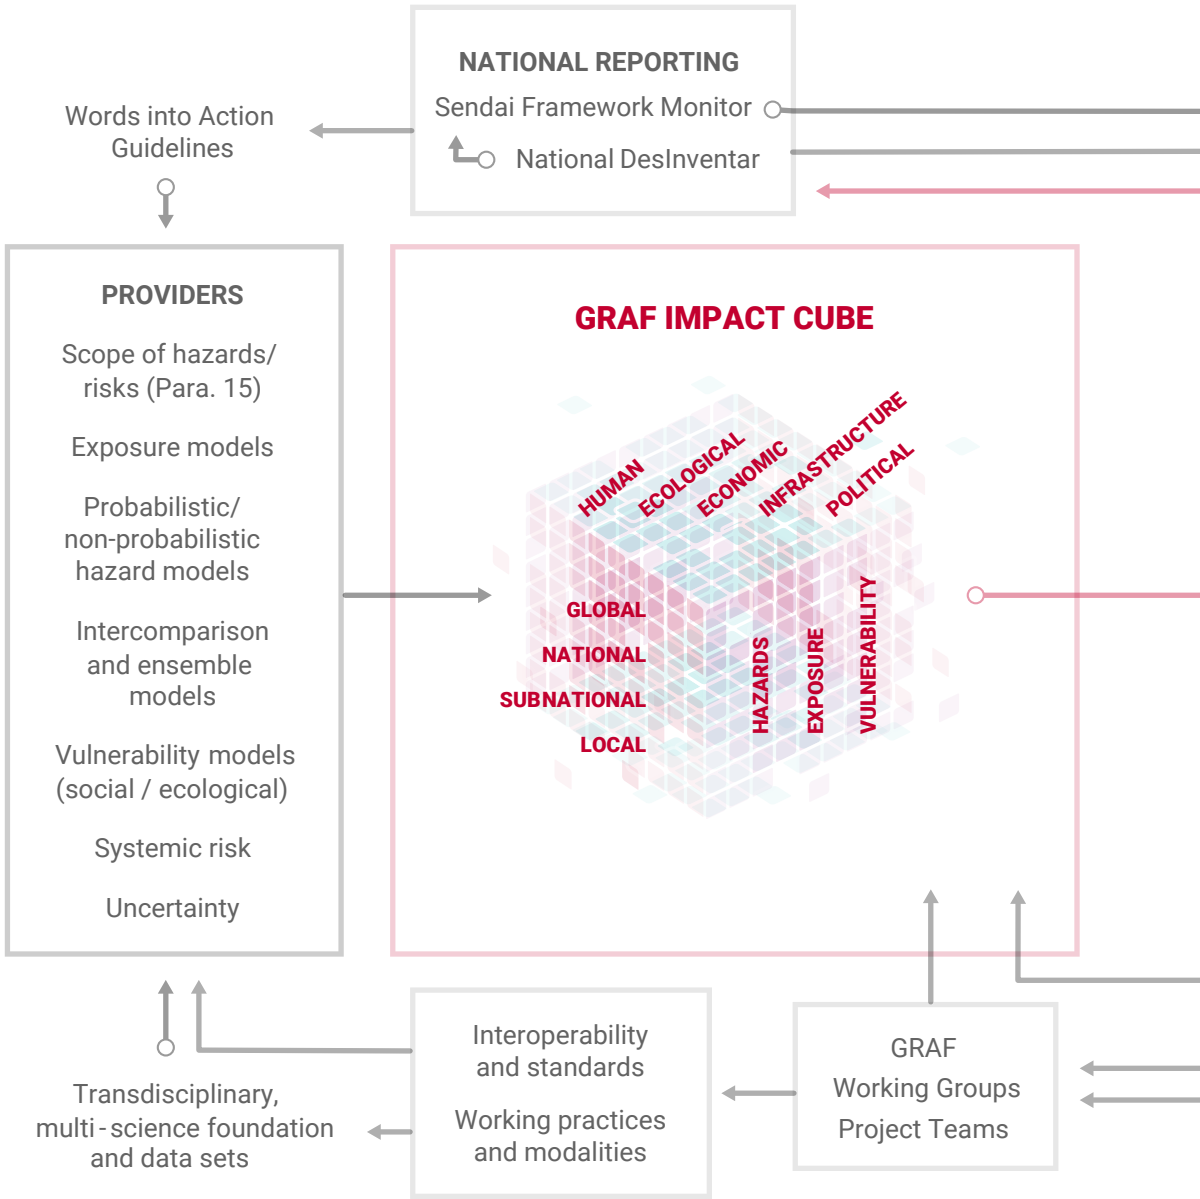 NATIONAL REPORTING
Sendai Framework Monitor
National DesInventar
Words into Action
Guidelines
PROVIDERS
Scope of hazards/
risks (Para. 15)
Exposure models
Probabilistic/
non-probabilistic
hazard models
Intercomparison
and ensemble
models
Vulnerability models
(social / ecological)
Systemic risk
Uncertainty
GRAF IMPACT CUBE
HUMAN
ECOLOGICAL
ECONOMIC
INFRASTRUCTURE
POLITICAL
GLOBAL
NATIONAL
SUBNATIONAL
LOCAL
HAZARDS
EXPOSURE
VULNERABILITY
Transdisciplinary,
multi-science foundation
and data sets
Interoperability
and standards
Working practices
and modalities
GRAF
Working Groups
Project Teams